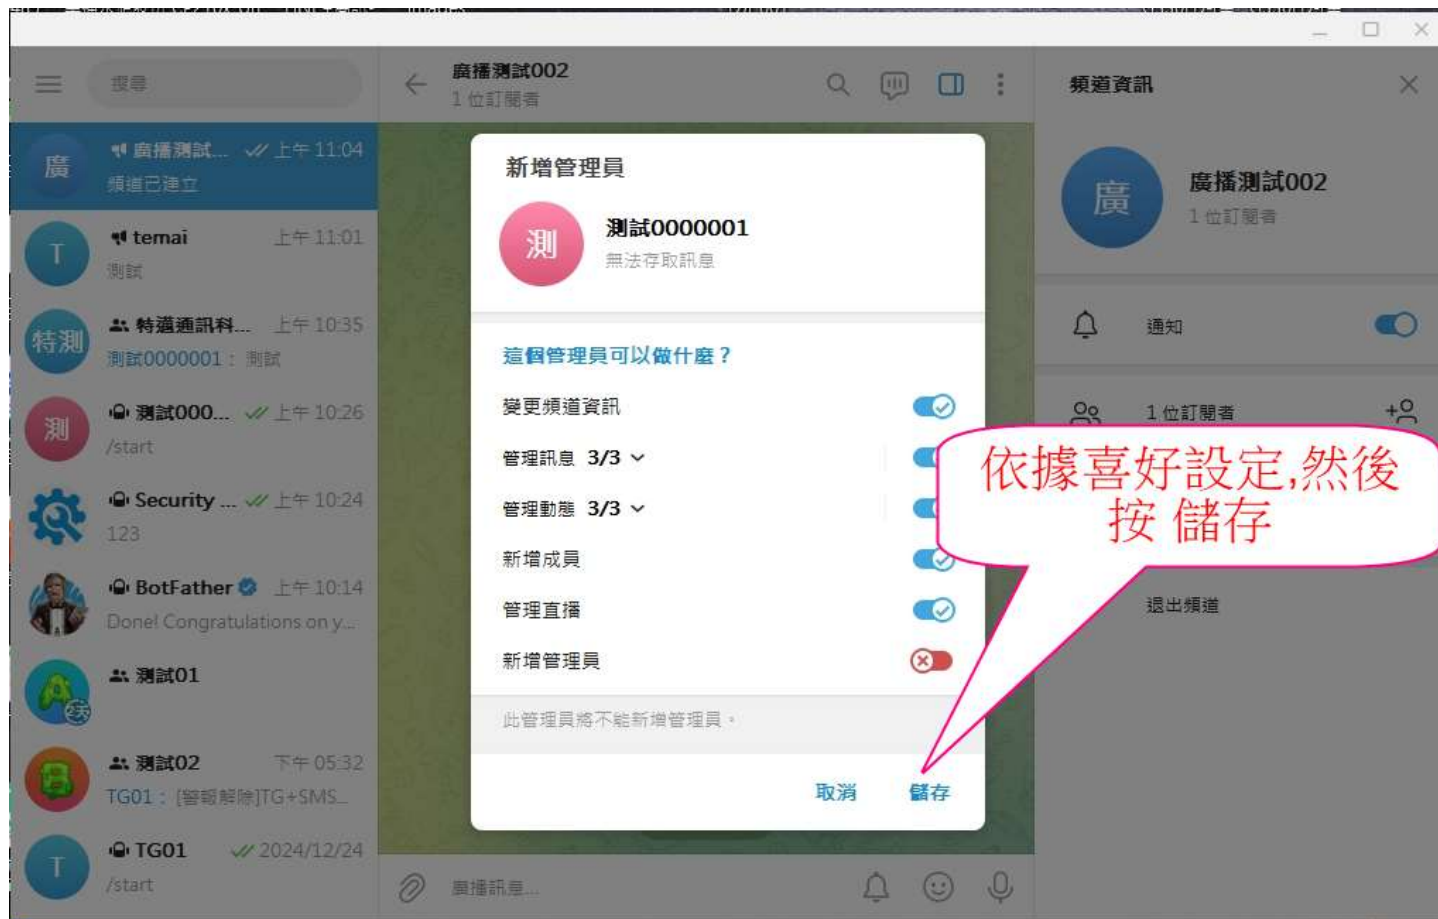 搜尋
廣播測試002
1 位訂閱者
頻道資訊
廣
廣播測試... 上午 11:04
頻道已建立
T
temai 上午 11:01
測試
特測
特邁通訊科... 上午 10:35
測試0000001： 測試
測
測試000... 上午 10:26
/start
Security ... 上午 10:24
123
BotFather 上午 10:14
Done! Congratulations on y...
測試01
2天
測試02 下午 05:32
TG01： [警報解除]TG+SMS...
T
TG01 2024/12/24
/start
新增管理員
測
測試0000001
無法存取訊息
這個管理員可以做什麼？
變更頻道資訊
管理訊息 3/3
管理動態 3/3
新增成員
管理直播
新增管理員
此管理員將不能新增管理員。
取消 儲存
廣播訊息...
廣
廣播測試002
1 位訂閱者
通知
1 位訂閱者
依據喜好設定,然後
按 儲存
退出頻道